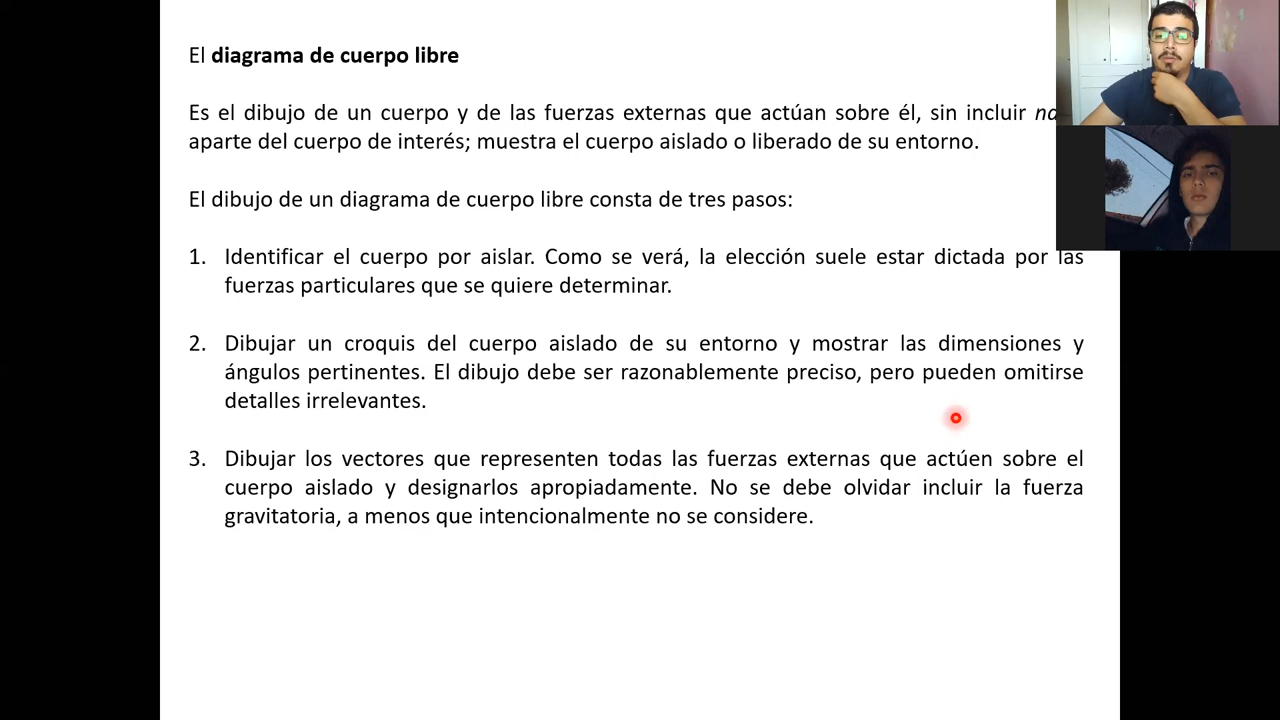 El diagrama de cuerpo libre
Es el dibujo de un cuerpo y de las fuerzas externas que actúan sobre él, sin incluir
aparte del cuerpo de interés; muestra el cuerpo aislado o liberado de su entorno.
El dibujo de un diagrama de cuerpo libre consta de tres pasos:
1. Identificar el cuerpo por aislar. Como se verá, la elección suele estar dictada por las
fuerzas particulares que se quiere determinar.
2. Dibujar un croquis del cuerpo aislado de su entorno y mostrar las dimensiones y
ángulos pertinentes. El dibujo debe ser razonablemente preciso, pero pueden omitirse
detalles irrelevantes.
3. Dibujar los vectores que representen todas las fuerzas externas que actúen sobre el
cuerpo aislado y designarlos apropiadamente. No se debe olvidar incluir la fuerza
gravitatoria, a menos que intencionalmente no se considere.